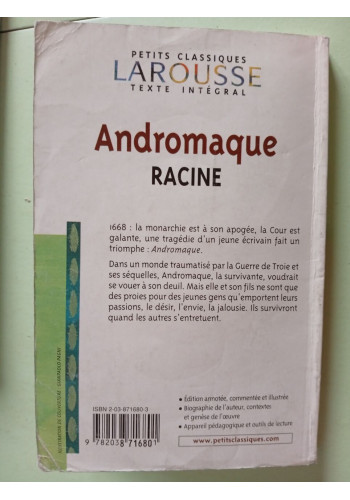 PETITS CLASSIQUES
LAROUSSE
TEXTE INTÉGRAL
Andromaque
RACINE
1668 : la monarchie est à son apogée, la Cour est
galante, une tragédie d'un jeune écrivain fait un
triomphe : Andromaque.
Dans un monde traumatisé par la Guerre de Troie et
ses séquelles, Andromaque, la survivante, voudrait
se vouer à son deuil. Mais elle et son fils ne sont que
des proies pour des jeunes gens qu'emportent leurs
passions, le désir, l'envie, la jalousie. Ils survivront
quand les autres s'entretuent.
• Édition annotée, commentée et illustrée
• Biographie de l'auteur, contextes
et genèse de l'œuvre
• Appareil pédagogique et outils de lecture
www.petitsclassiques.com
ISBN 2-03-871680-3
9 782038 716801